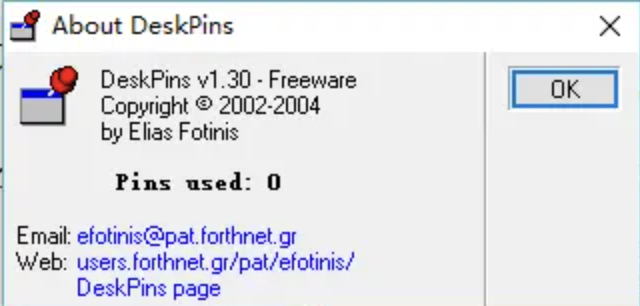 About DeskPins
DeskPins v1.30 - Freeware
Copyright © 2002-2004
by Elias Fotinis
OK
Pins used: 0
Email: efotinis@pat.forthnet.gr
Web: users.forthnet.gr/pat/efotinis/
DeskPins page